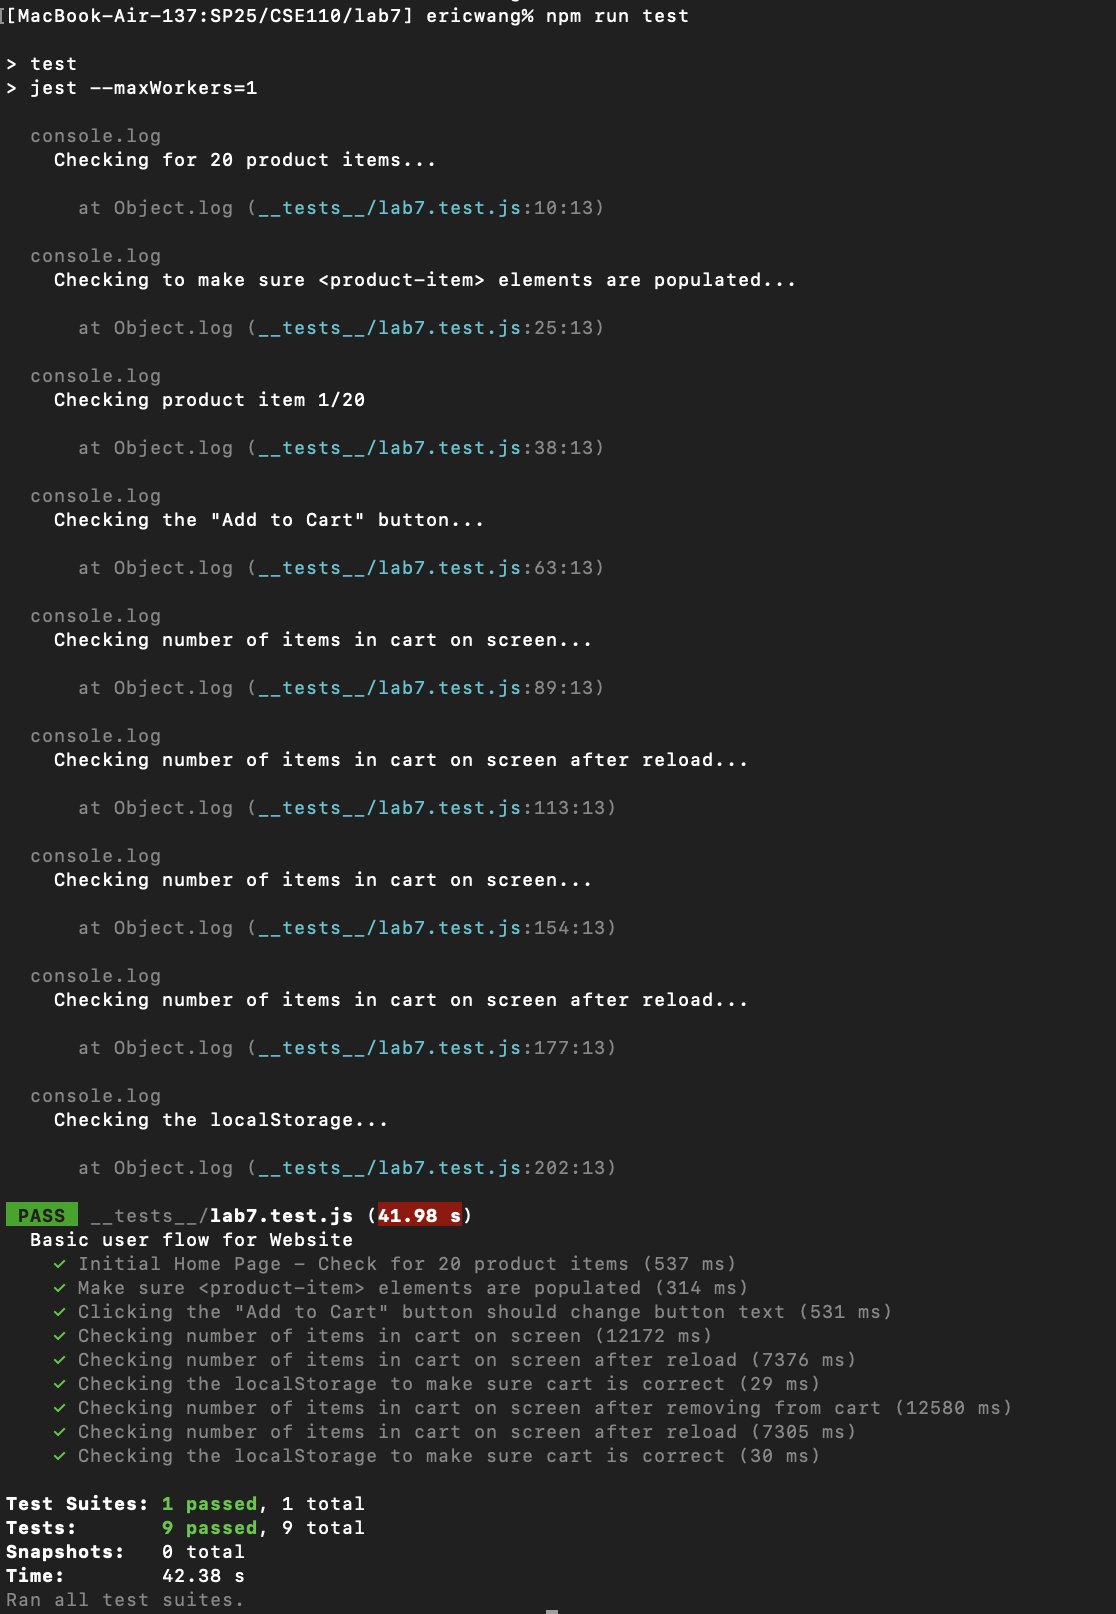 [[MacBook-Air-137:SP25/CSE110/lab7] ericwang% npm run test
> test
> jest --maxWorkers=1
console.log
Checking for 20 product items...
at Object.log (__tests__/lab7.test.js:10:13)
console.log
Checking to make sure <product-item> elements are populated...
at Object.log (__tests__/lab7.test.js:25:13)
console.log
Checking product item 1/20
at Object.log (__tests__/lab7.test.js:38:13)
console.log
Checking the "Add to Cart" button...
at Object.log (__tests__/lab7.test.js:63:13)
console.log
Checking number of items in cart on screen...
at Object.log (__tests__/lab7.test.js:89:13)
console.log
Checking number of items in cart on screen after reload...
at Object.log (__tests__/lab7.test.js:113:13)
console.log
Checking number of items in cart on screen...
at Object.log (__tests__/lab7.test.js:154:13)
console.log
Checking number of items in cart on screen after reload...
at Object.log (__tests__/lab7.test.js:177:13)
console.log
Checking the localStorage...
at Object.log (__tests__/lab7.test.js:202:13)
PASS __tests__/lab7.test.js (41.98 s)
Basic user flow for Website
✓ Initial Home Page – Check for 20 product items (537 ms)
✓ Make sure <product-item> elements are populated (314 ms)
✓ Clicking the "Add to Cart" button should change button text (531 ms)
✓ Checking number of items in cart on screen (12172 ms)
✓ Checking number of items in cart on screen after reload (7376 ms)
✓ Checking the localStorage to make sure cart is correct (29 ms)
✓ Checking number of items in cart on screen after removing from cart (12580 ms)
✓ Checking number of items in cart on screen after reload (7305 ms)
✓ Checking the localStorage to make sure cart is correct (30 ms)
Test Suites: 1 passed, 1 total
Tests: 9 passed, 9 total
Snapshots: 0 total
Time: 42.38 s
Ran all test suites.